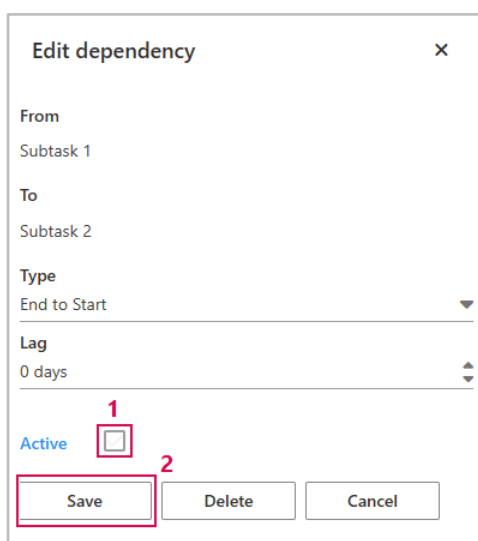 Edit dependency ×
From
Subtask 1
To
Subtask 2
Type
End to Start
Lag
0 days
1
Active
2
Save Delete Cancel